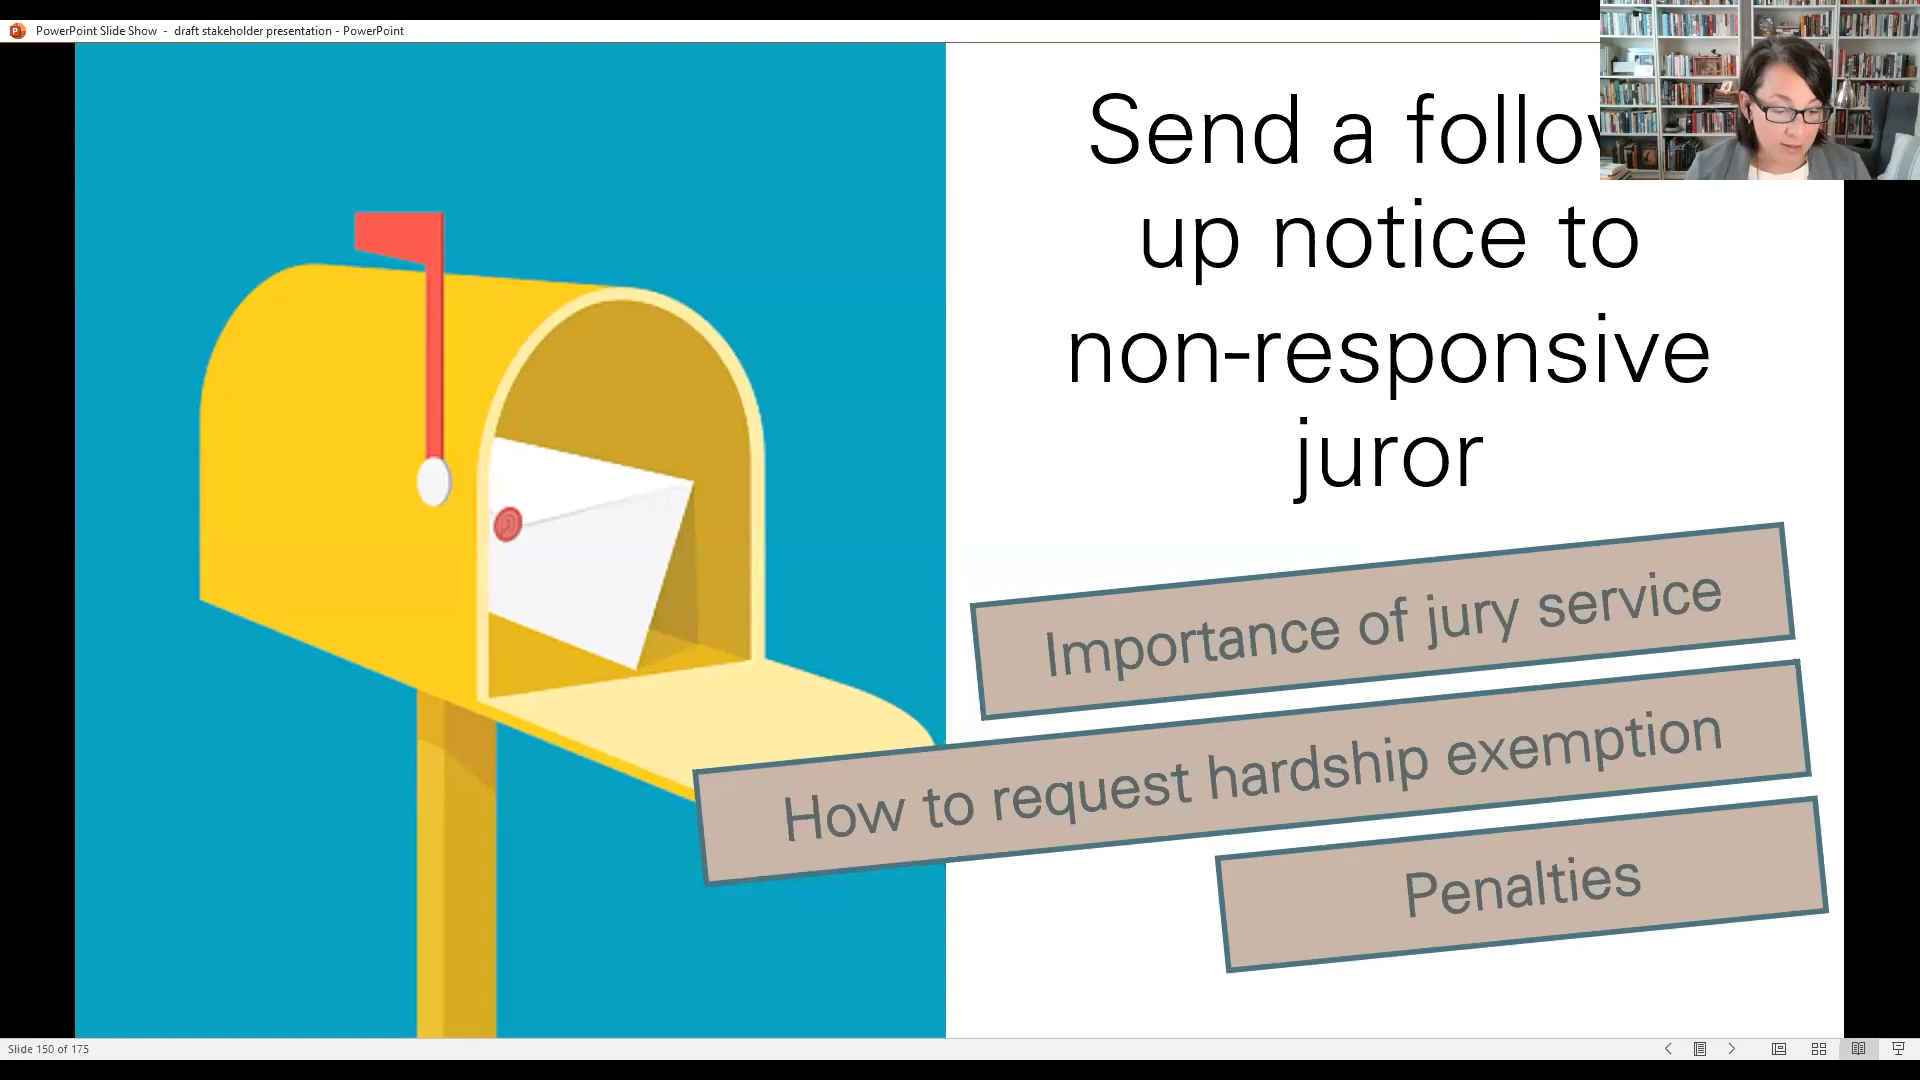 PowerPoint Slide Show - draft stakeholder presentation - PowerPoint
Send a
up notice to
non-responsive
juror
Importance of jury service
How to request hardship exemption
Penalties
Slide 150 of 175